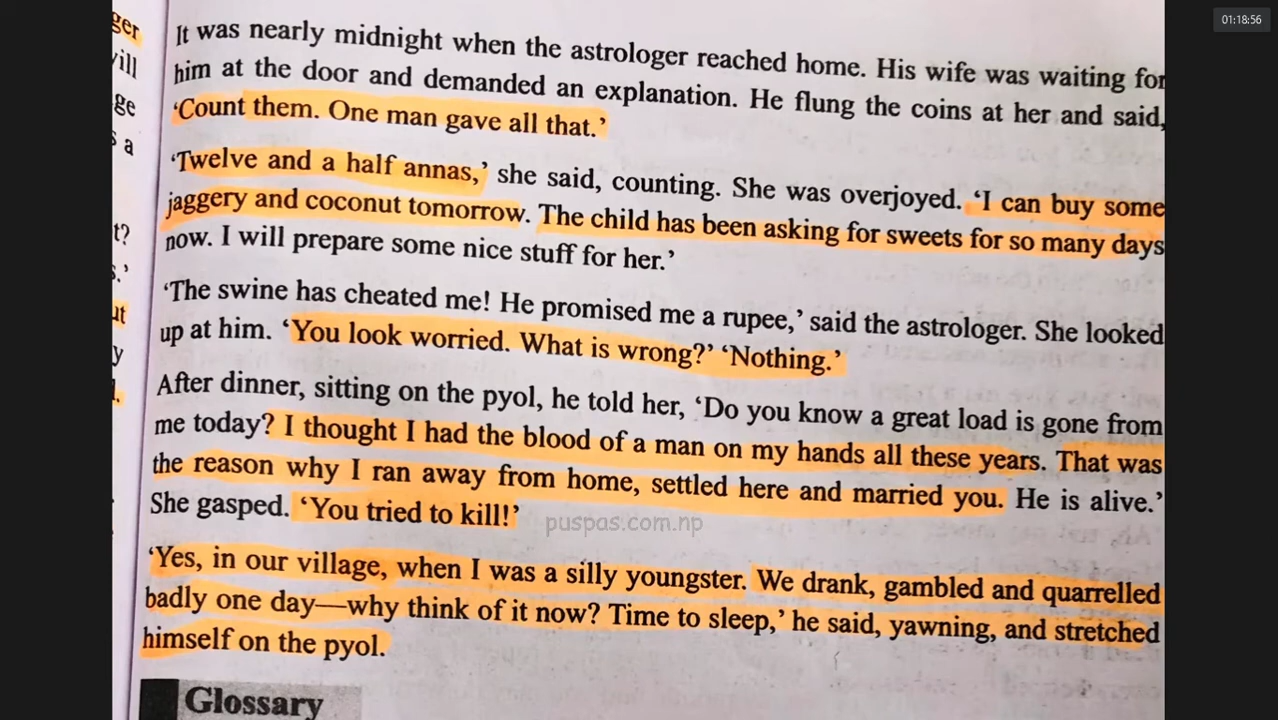 01:18:56
ger
ill
ge
s a
t?
s.'
ut
y
l.
It was nearly midnight when the astrologer reached home. His wife was waiting for
him at the door and demanded an explanation. He flung the coins at her and said,
‘Count them. One man gave all that.’
‘Twelve and a half annas,’ she said, counting. She was overjoyed. ‘I can buy some
jaggery and coconut tomorrow. The child has been asking for sweets for so many days
now. I will prepare some nice stuff for her.’
‘The swine has cheated me! He promised me a rupee,’ said the astrologer. She looked
up at him. ‘You look worried. What is wrong?’ ‘Nothing.’
After dinner, sitting on the pyol, he told her, ‘Do you know a great load is gone from
me today? I thought I had the blood of a man on my hands all these years. That was
the reason why I ran away from home, settled here and married you. He is alive.’
She gasped. ‘You tried to kill!’
puspas.com.np
‘Yes, in our village, when I was a silly youngster. We drank, gambled and quarrelled
badly one day—why think of it now? Time to sleep,’ he said, yawning, and stretched
himself on the pyol.
Glossary